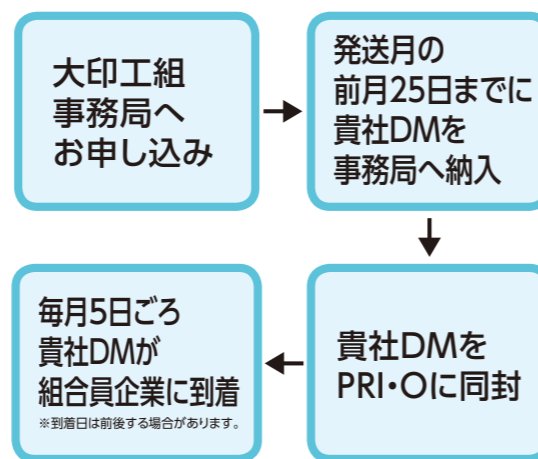 大印工組
事務局へ
お申し込み
発送月の
前月25日までに
貴社DMを
事務局へ納入
貴社DMを
PRI・Oに同封
毎月5日ごろ
貴社DMが
組合員企業に到着
※到着日は前後する場合があります。